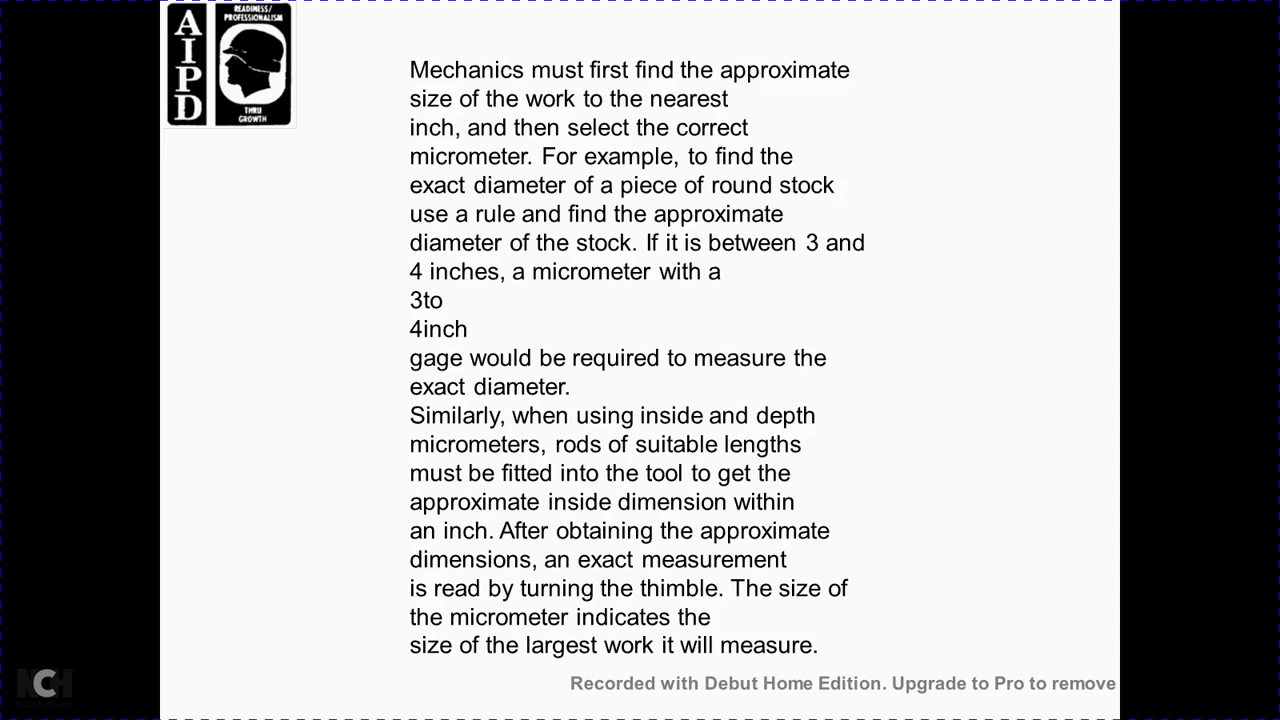 READINESS/
PROFESSIONALISM
AIPD
THRU
GROWTH
Mechanics must first find the approximate
size of the work to the nearest
inch, and then select the correct
micrometer. For example, to find the
exact diameter of a piece of round stock
use a rule and find the approximate
diameter of the stock. If it is between 3 and
4 inches, a micrometer with a
3to
4inch
gage would be required to measure the
exact diameter.
Similarly, when using inside and depth
micrometers, rods of suitable lengths
must be fitted into the tool to get the
approximate inside dimension within
an inch. After obtaining the approximate
dimensions, an exact measurement
is read by turning the thimble. The size of
the micrometer indicates the
size of the largest work it will measure.
NCH
NCH Software
Recorded with Debut Home Edition. Upgrade to Pro to remove